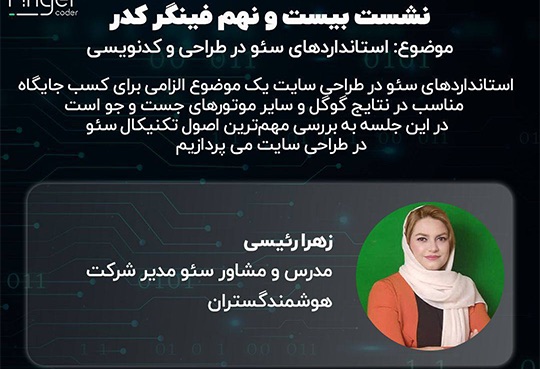 Finger
coder
نشست بیست و نهم فینگر کدر
موضوع: استانداردهای سئو در طراحی و کدنویسی
استانداردهای سئو در طراحی سایت یک موضوع الزامی برای کسب جایگاه
مناسب در نتایج گوگل و سایر موتورهای جست و جو است
در این جلسه به بررسی مهم‌ترین اصول تکنیکال سئو
در طراحی سایت می پردازیم
زهرا رئیسی
مدرس و مشاور سئو مدیر شرکت
هوشمندگستران